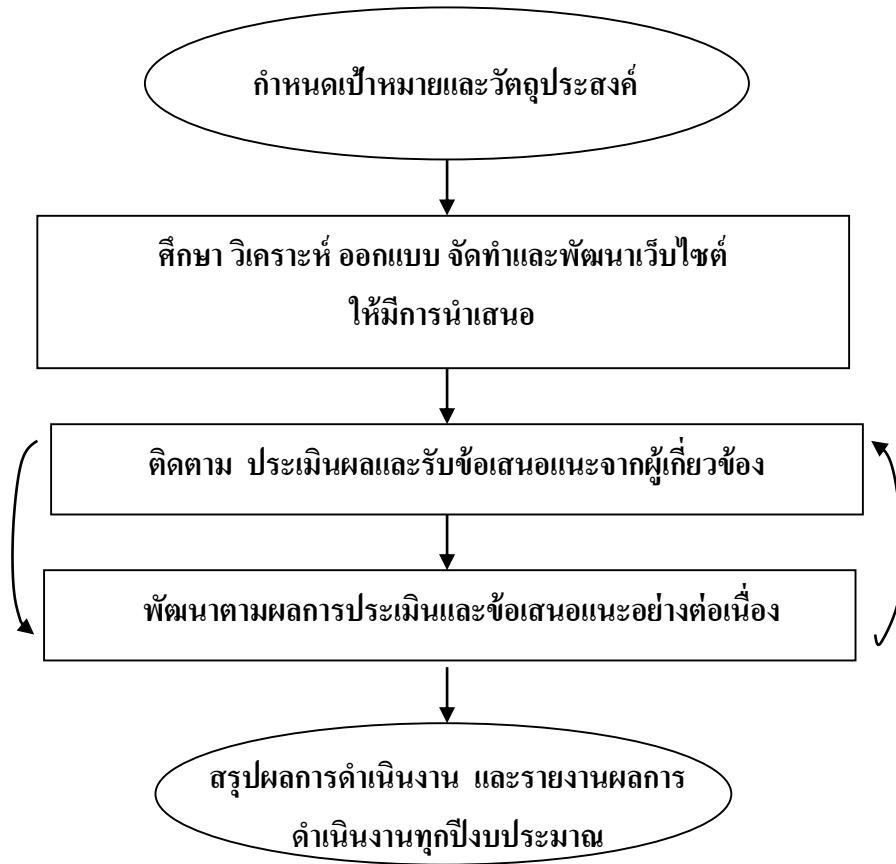 กำหนดเป้าหมายและวัตถุประสงค์
ศึกษา วิเคราะห์ ออกแบบ จัดทำและพัฒนาเว็บไซต์
ให้มีการนำเสนอ
ติดตาม ประเมินผลและรับข้อเสนอแนะจากผู้เกี่ยวข้อง
พัฒนาตามผลการประเมินและข้อเสนอแนะอย่างต่อเนื่อง
สรุปผลการดำเนินงาน และรายงานผลการ
ดำเนินงานทุกปีงบประมาณ